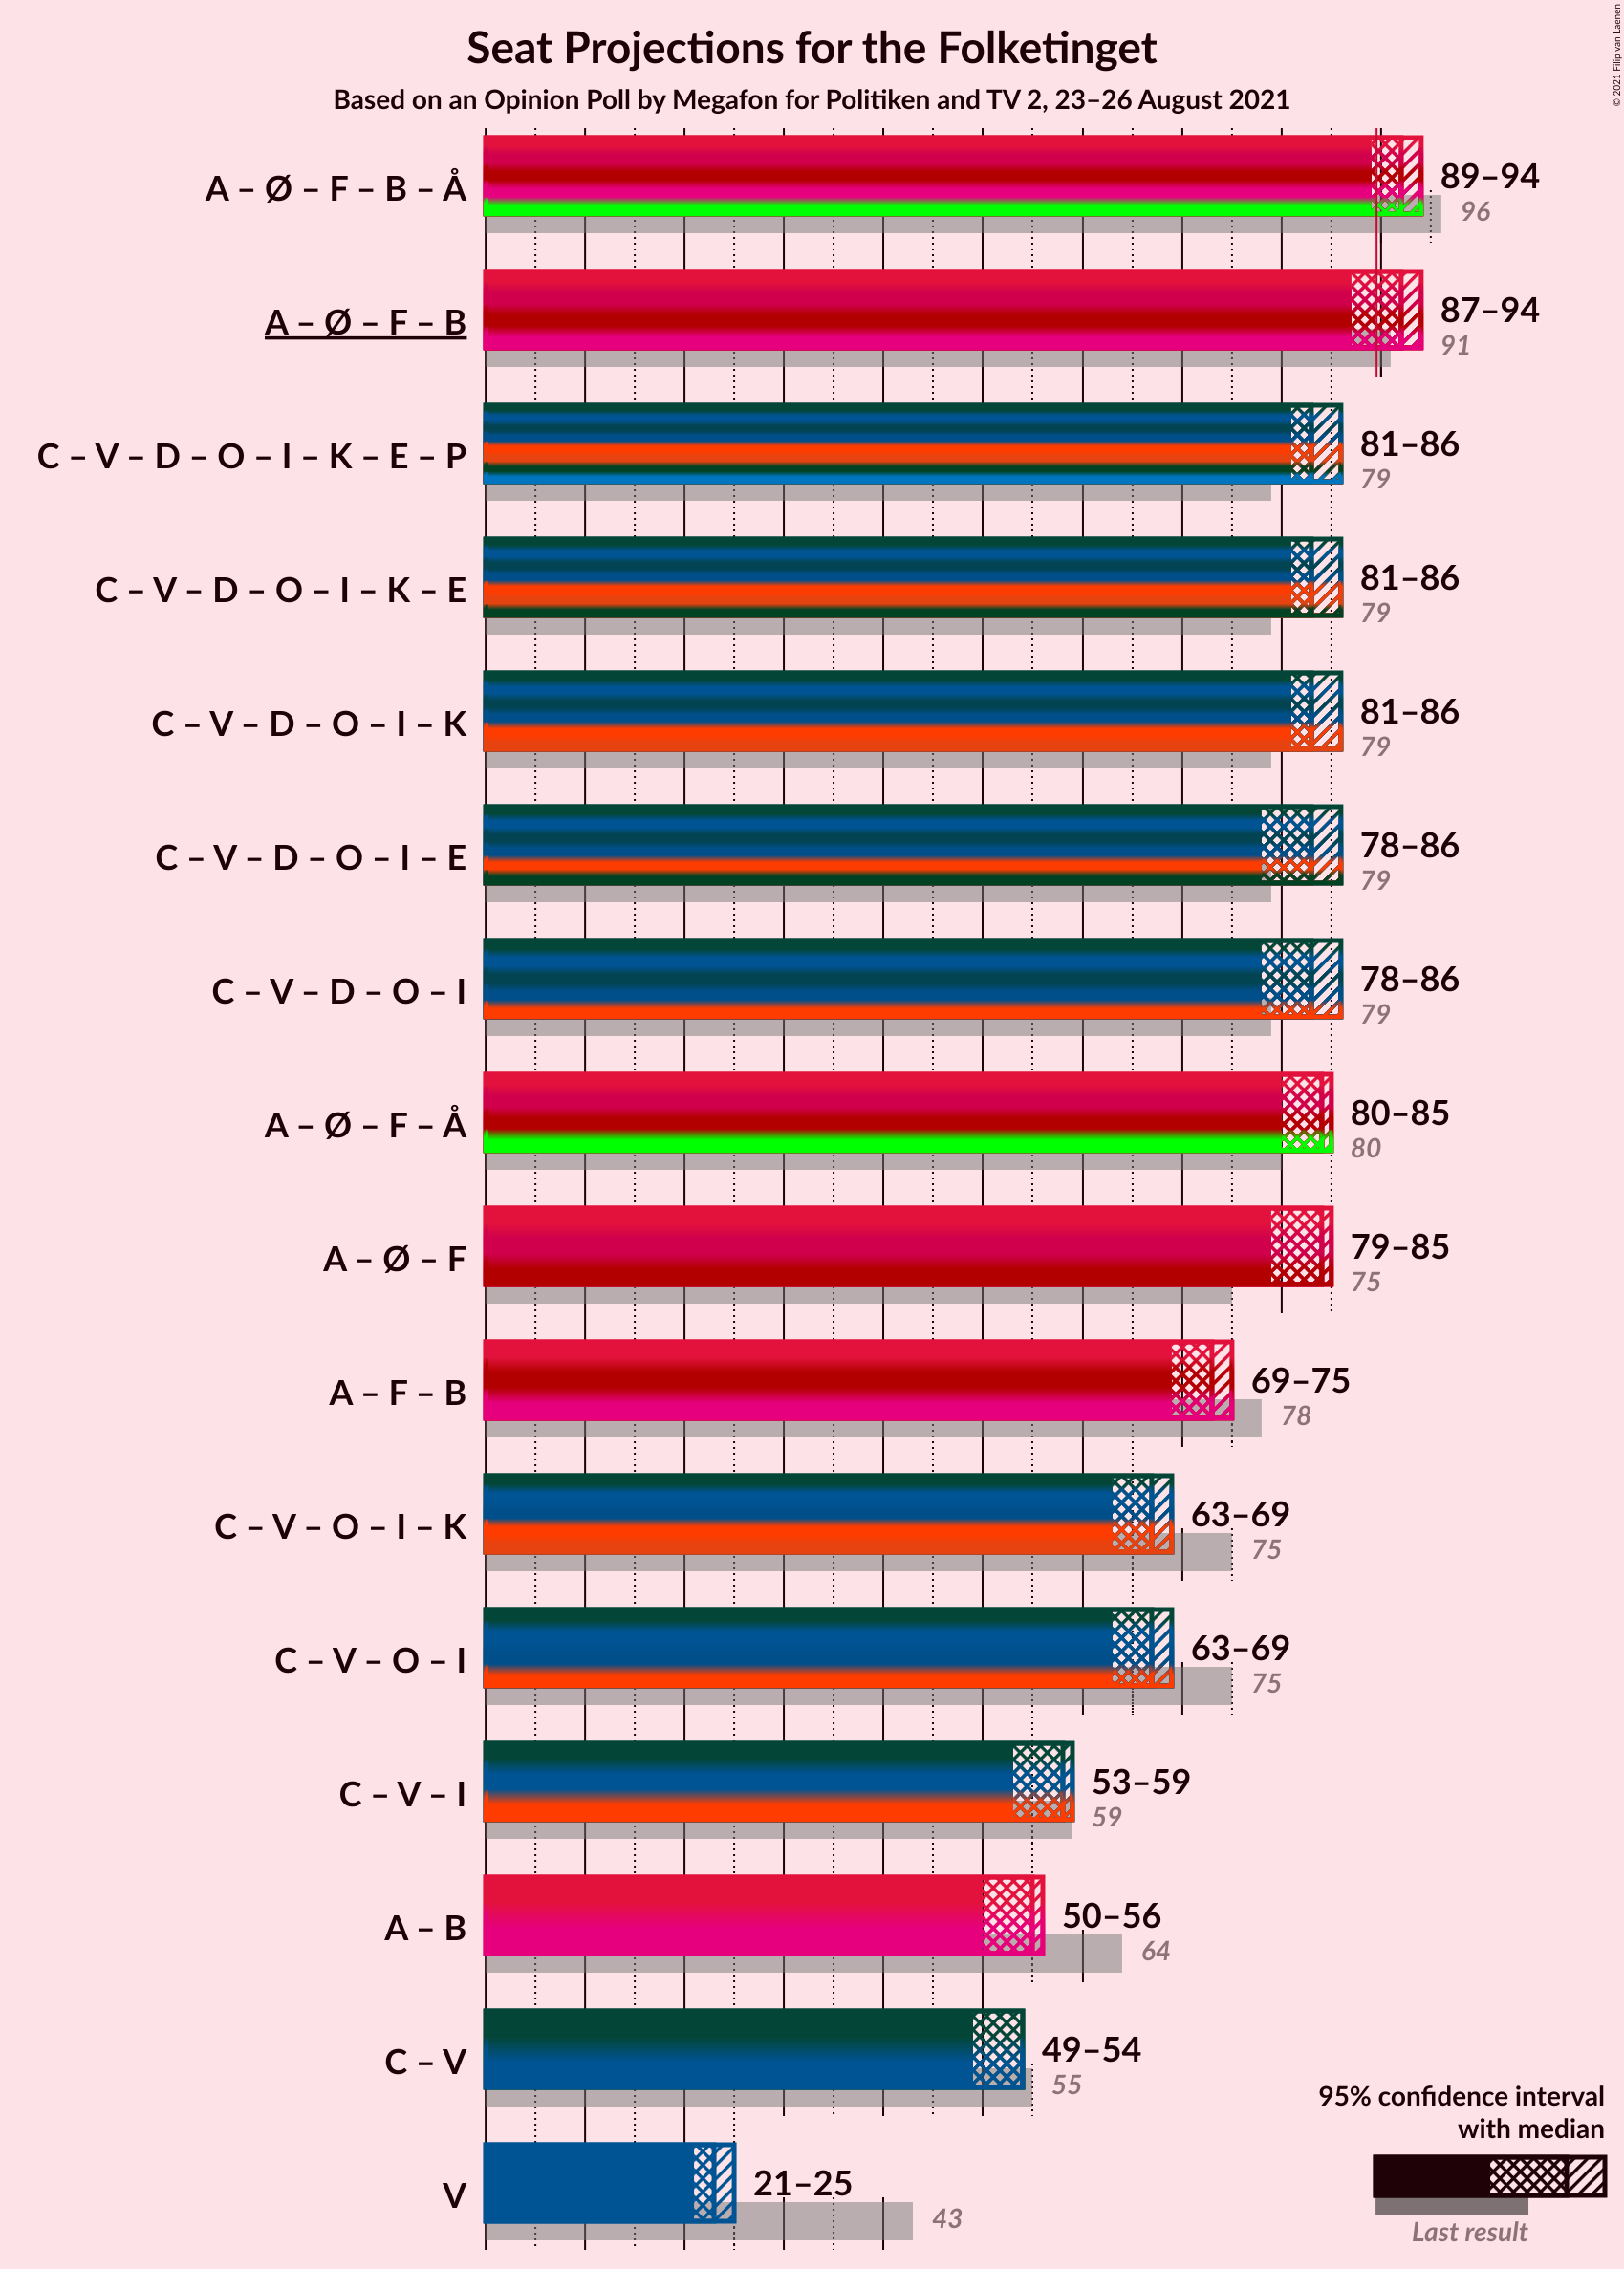 Seat Projections for the Folketinget
Based on an Opinion Poll by Megafon for Politiken and TV 2, 23–26 August 2021
© 2021 Filip van Laenen
A – Ø – F – B – Å
89–94
96
A – Ø – F – B
87–94
91
C – V – D – O – I – K – E – P
81–86
79
C – V – D – O – I – K – E
81–86
79
C – V – D – O – I – K
81–86
79
C – V – D – O – I – E
78–86
79
C – V – D – O – I
78–86
79
A – Ø – F – Å
80–85
80
A – Ø – F
79–85
75
A – F – B
69–75
78
C – V – O – I – K
63–69
75
C – V – O – I
63–69
75
C – V – I
53–59
59
A – B
50–56
64
C – V
49–54
55
V
21–25
43
95% confidence interval
with median
Last result